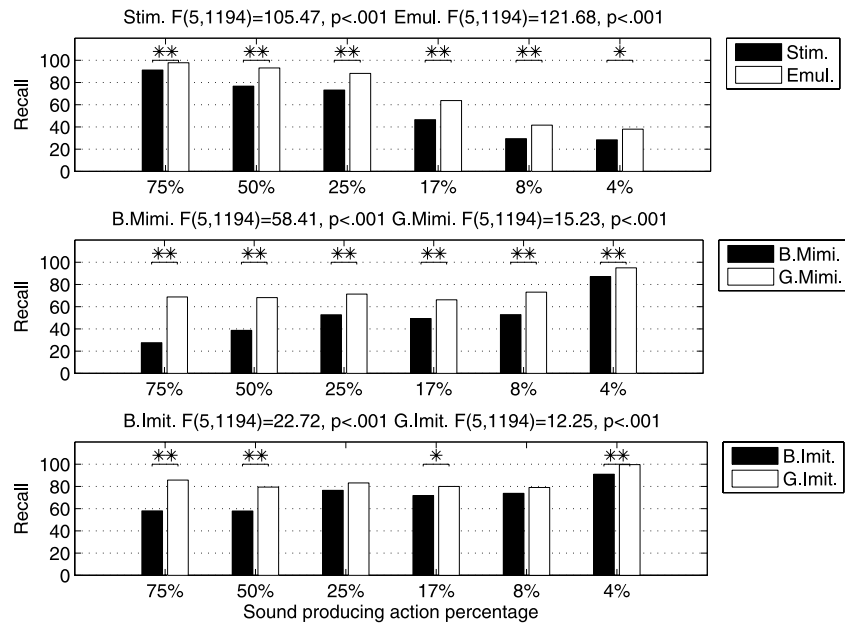 Stim. F(5,1194)=105.47, p<.001 Emul. F(5,1194)=121.68, p<.001
** ** ** ** ** *
Recall
100
80
60
40
20
0
75% 50% 25% 17% 8% 4%
Stim.
Emul.
B.Mimi. F(5,1194)=58.41, p<.001 G.Mimi. F(5,1194)=15.23, p<.001
** ** ** ** ** **
Recall
100
80
60
40
20
0
75% 50% 25% 17% 8% 4%
B.Mimi.
G.Mimi.
B.Imit. F(5,1194)=22.72, p<.001 G.Imit. F(5,1194)=12.25, p<.001
** ** * **
Recall
100
80
60
40
20
0
75% 50% 25% 17% 8% 4%
Sound producing action percentage
B.Imit.
G.Imit.